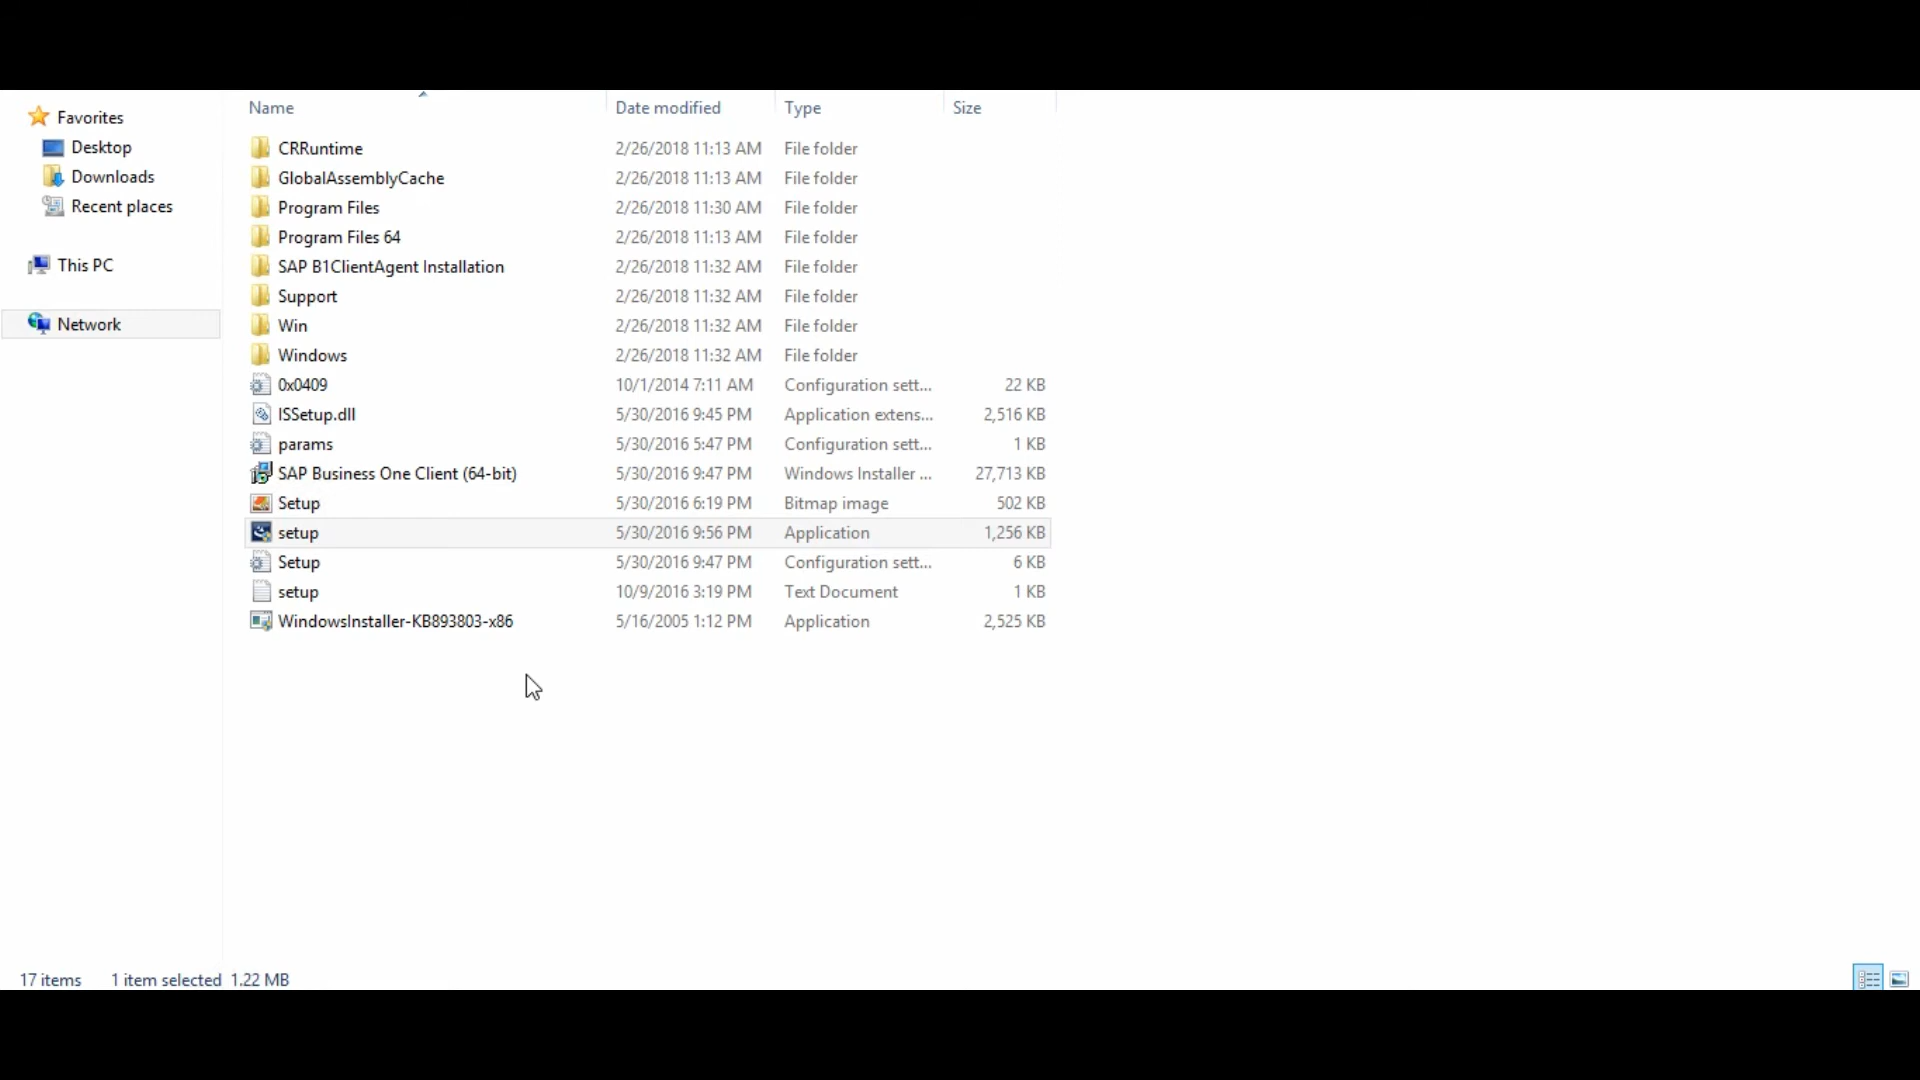 Name Date modified Type Size
Favorites
Desktop
Downloads
Recent places
This PC
Network
CRRuntime 2/26/2018 11:13 AM File folder
GlobalAssemblyCache 2/26/2018 11:13 AM File folder
Program Files 2/26/2018 11:30 AM File folder
Program Files 64 2/26/2018 11:13 AM File folder
SAP B1ClientAgent Installation 2/26/2018 11:32 AM File folder
Support 2/26/2018 11:32 AM File folder
Win 2/26/2018 11:32 AM File folder
Windows 2/26/2018 11:32 AM File folder
0x0409 10/1/2014 7:11 AM Configuration sett... 22 KB
ISSetup.dll 5/30/2016 9:45 PM Application extens... 2,516 KB
params 5/30/2016 5:47 PM Configuration sett... 1 KB
SAP Business One Client (64-bit) 5/30/2016 9:47 PM Windows Installer ... 27,713 KB
Setup 5/30/2016 6:19 PM Bitmap image 502 KB
setup 5/30/2016 9:56 PM Application 1,256 KB
Setup 5/30/2016 9:47 PM Configuration sett... 6 KB
setup 10/9/2016 3:19 PM Text Document 1 KB
WindowsInstaller-KB893803-x86 5/16/2005 1:12 PM Application 2,525 KB
17 items 1 item selected 1.22 MB